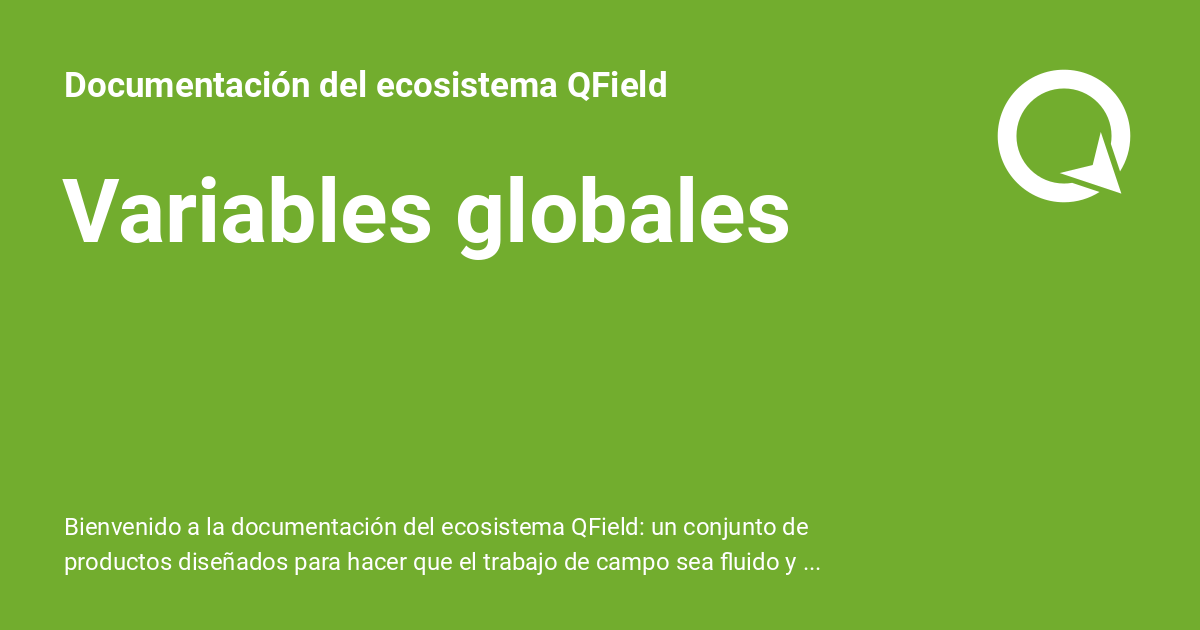 Documentación del ecosistema QField
Variables globales
Bienvenido a la documentación del ecosistema QField: un conjunto de
productos diseñados para hacer que el trabajo de campo sea fluido y ...